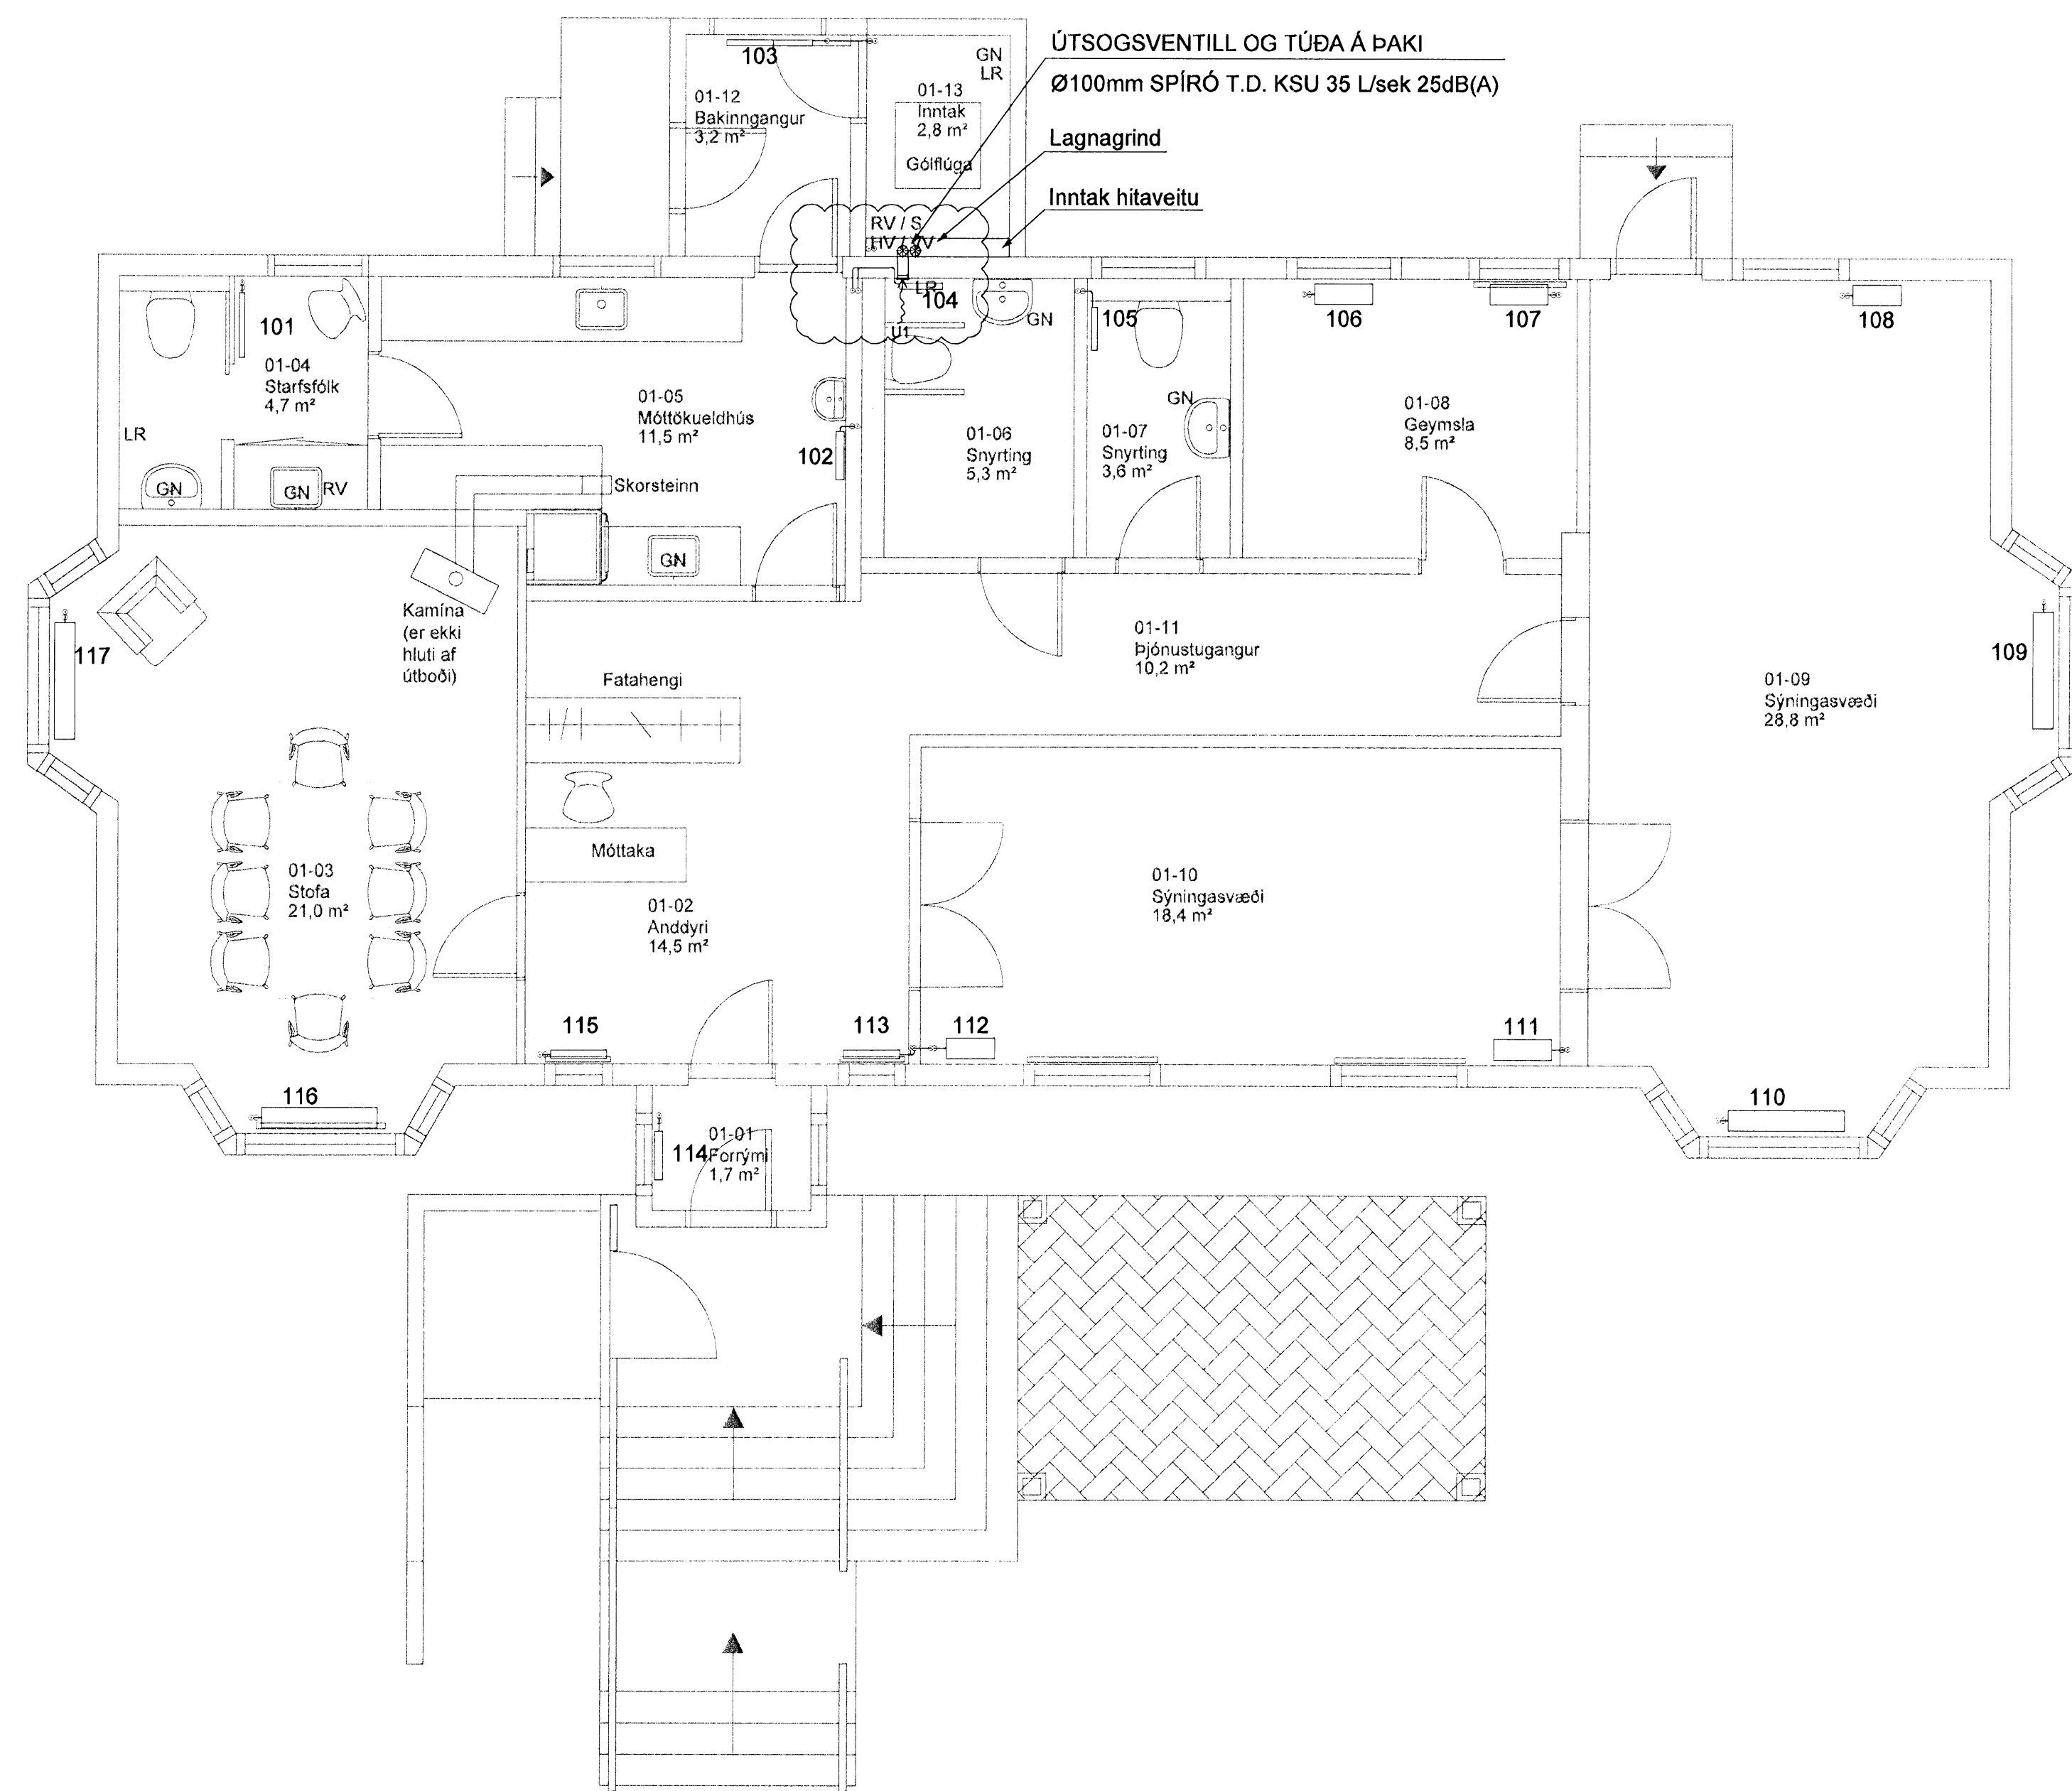 ÚTSOGSVENTILL OG TÚÐA Á ÞAKI
Ø100mm SPÍRÓ T.D. KSU 35 L/sek 25dB(A)
Lagnagrind
Inntak hitaveitu
103
01-12
Bakinngangur
3,2 m²
GN
LR
01-13
Inntak
2,8 m²
Gólflúga
RV / S
LR
104
U1
GN
101
01-04
Starfsfólk
4,7 m²
LR
GN
GN
RV
01-05
Móttökueldhús
11,5 m²
102
Skorsteinn
GN
01-06
Snyrting
5,3 m²
105
GN
01-07
Snyrting
3,6 m²
106
107
01-08
Geymsla
8,5 m²
108
117
Kamína
(er ekki
hluti af
útboði)
Fatahengi
01-11
Þjónustugangur
10,2 m²
01-09
Sýningasvæði
28,8 m²
109
Móttaka
01-03
Stofa
21,0 m²
01-02
Anddyri
14,5 m²
01-10
Sýningasvæði
18,4 m²
115
113
112
111
116
110
01-01
114
Forrými
1,7 m²